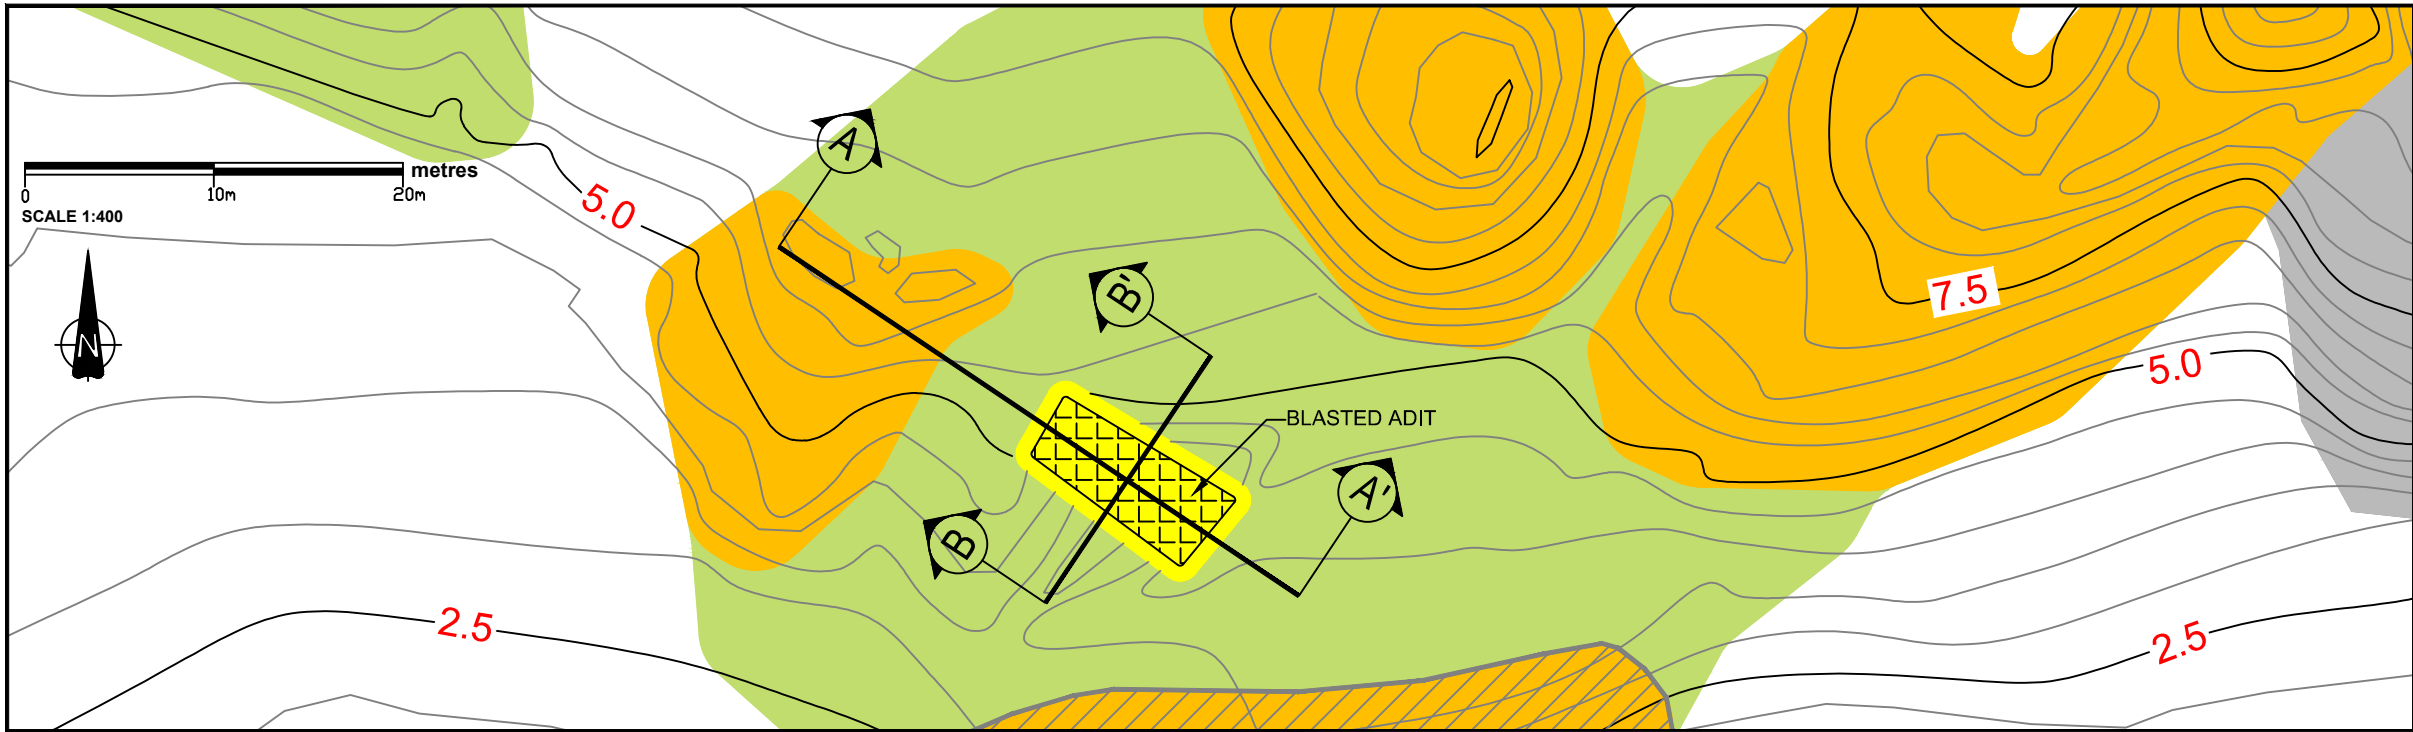 A
metres
0 10m 20m
SCALE 1:400
5.0
B'
7.5
N
5.0
BLASTED ADIT
A'
B
2.5
2.5